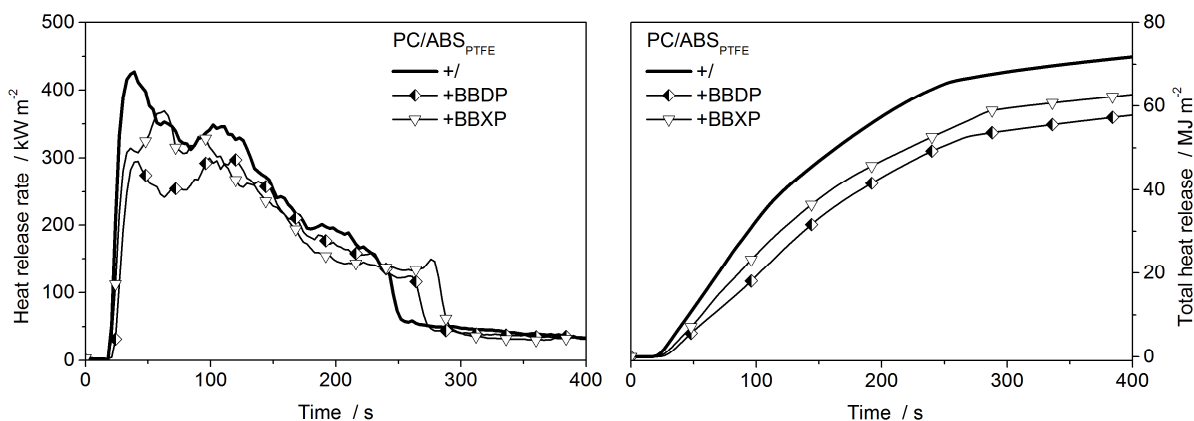 500
400
300
200
100
0
Heat release rate / kW m-2
PC/ABSPTFE
+/
+BBDP
+BBXP
0 100 200 300 400
Time / s
PC/ABSPTFE
+/
+BBDP
+BBXP
80
60
40
20
0
Total heat release / MJ m-2
0 100 200 300 400
Time / s